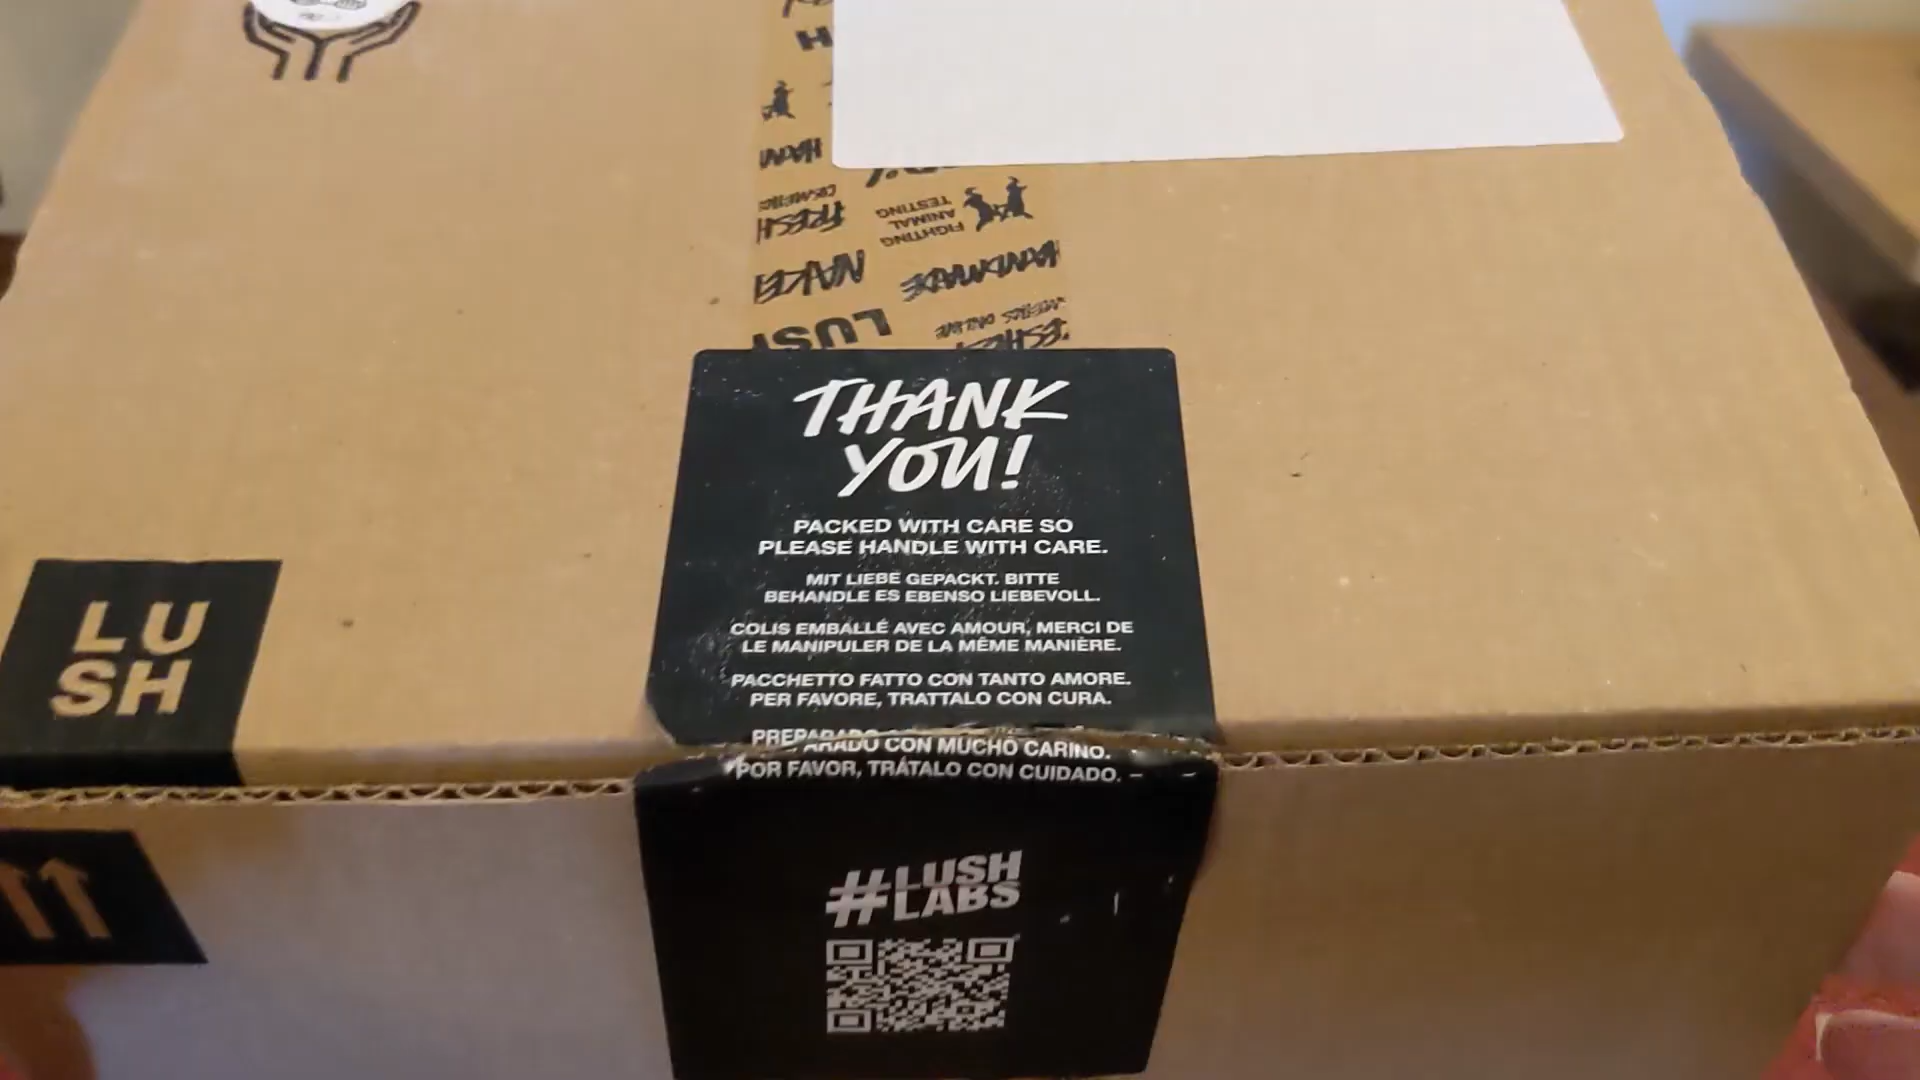 FRESH
COSMETICS
FIGHTING
ANIMAL
TESTING
HANDMADE
LUSH
THANK
YOU!
PACKED WITH CARE SO
PLEASE HANDLE WITH CARE.
MIT LIEBE GEPACKT. BITTE
BEHANDLE ES EBENSO LIEBEVOLL.
COLIS EMBALLÉ AVEC AMOUR, MERCI DE
LE MANIPULER DE LA MÊME MANIÈRE.
PACCHETTO FATTO CON TANTO AMORE.
PER FAVORE, TRATTALO CON CURA.
PREPARADO CON MUCHO CARIÑO.
POR FAVOR, TRÁTALO CON CUIDADO.
LU
SH
#LUSH
LABS